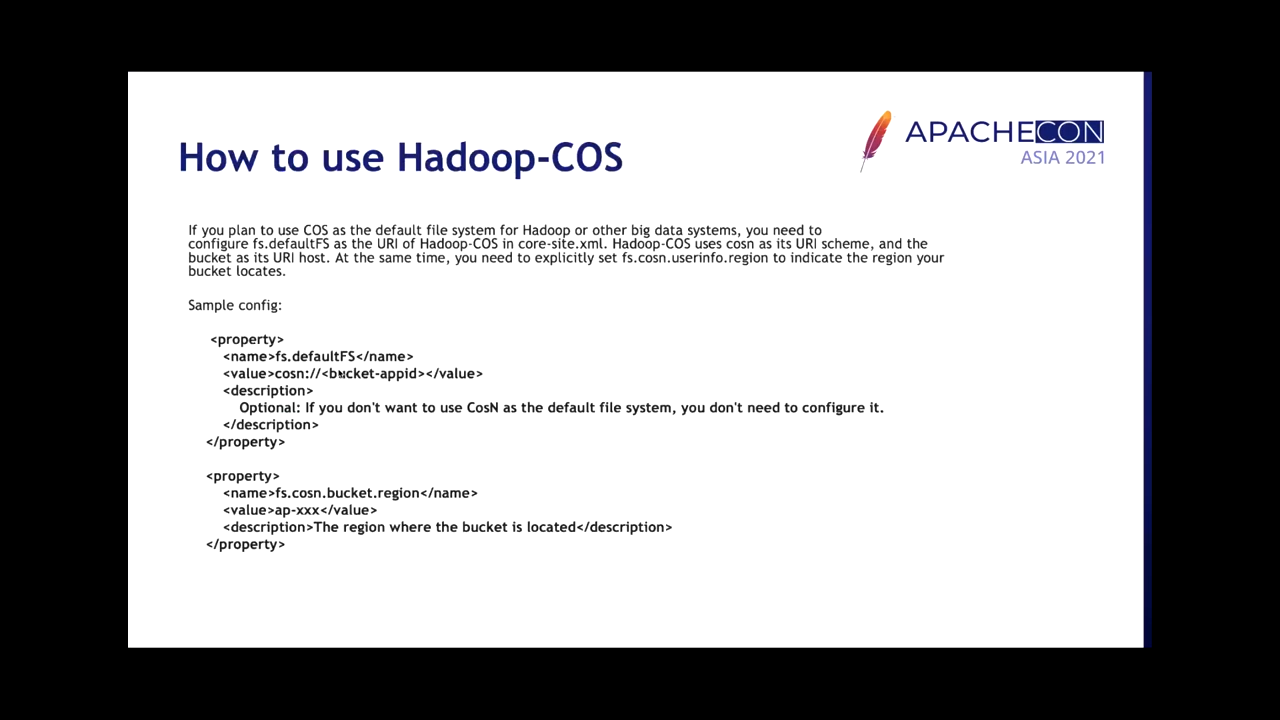 APACHECON
ASIA 2021
How to use Hadoop-COS
If you plan to use COS as the default file system for Hadoop or other big data systems, you need to
configure fs.defaultFS as the URI of Hadoop-COS in core-site.xml. Hadoop-COS uses cosn as its URI scheme, and the
bucket as its URI host. At the same time, you need to explicitly set fs.cosn.userinfo.region to indicate the region your
bucket locates.
Sample config:
<property>
<name>fs.defaultFS</name>
<value>cosn://<bucket-appid></value>
<description>
Optional: If you don't want to use CosN as the default file system, you don't need to configure it.
</description>
</property>
<property>
<name>fs.cosn.bucket.region</name>
<value>ap-xxx</value>
<description>The region where the bucket is located</description>
</property>